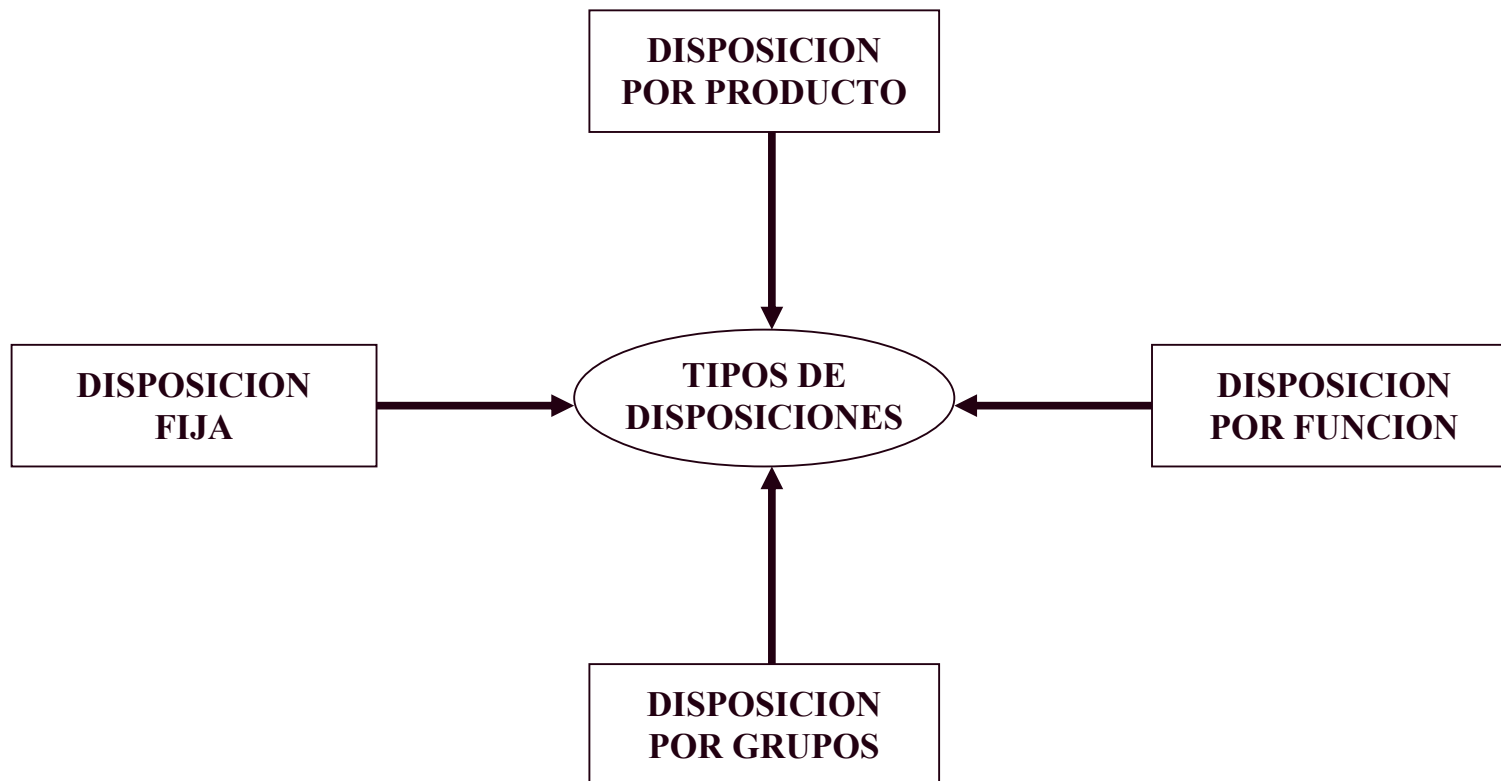 DISPOSICION
POR PRODUCTO
DISPOSICION
FIJA
TIPOS DE
DISPOSICIONES
DISPOSICION
POR FUNCION
DISPOSICION
POR GRUPOS